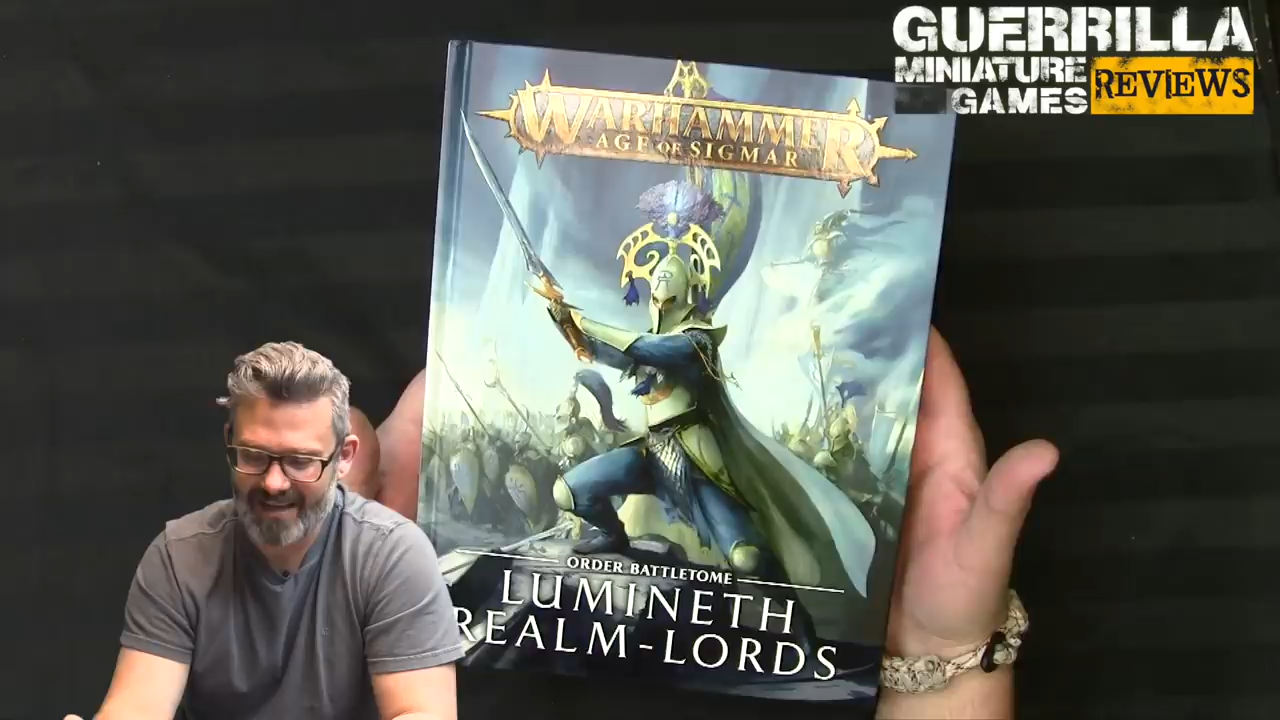 GUERRILLA
MINIATURE
GAMES
REVIEWS
WARHAMMER
AGE OF SIGMAR
ORDER BATTLETOME
LUMINETH
REALM-LORDS